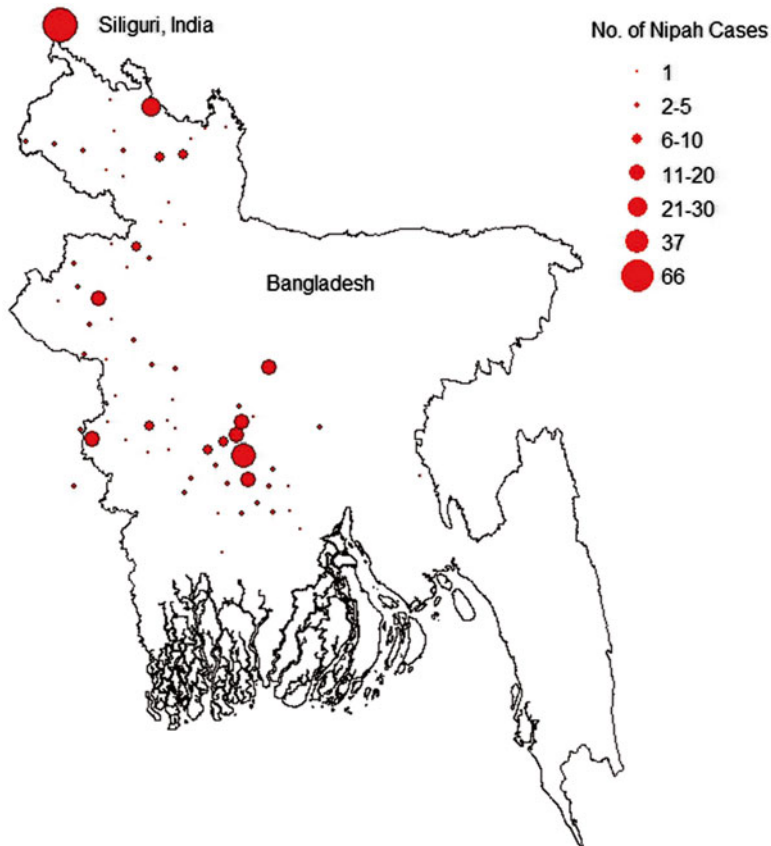 Siliguri, India
No. of Nipah Cases
1
2-5
6-10
11-20
21-30
37
66
Bangladesh